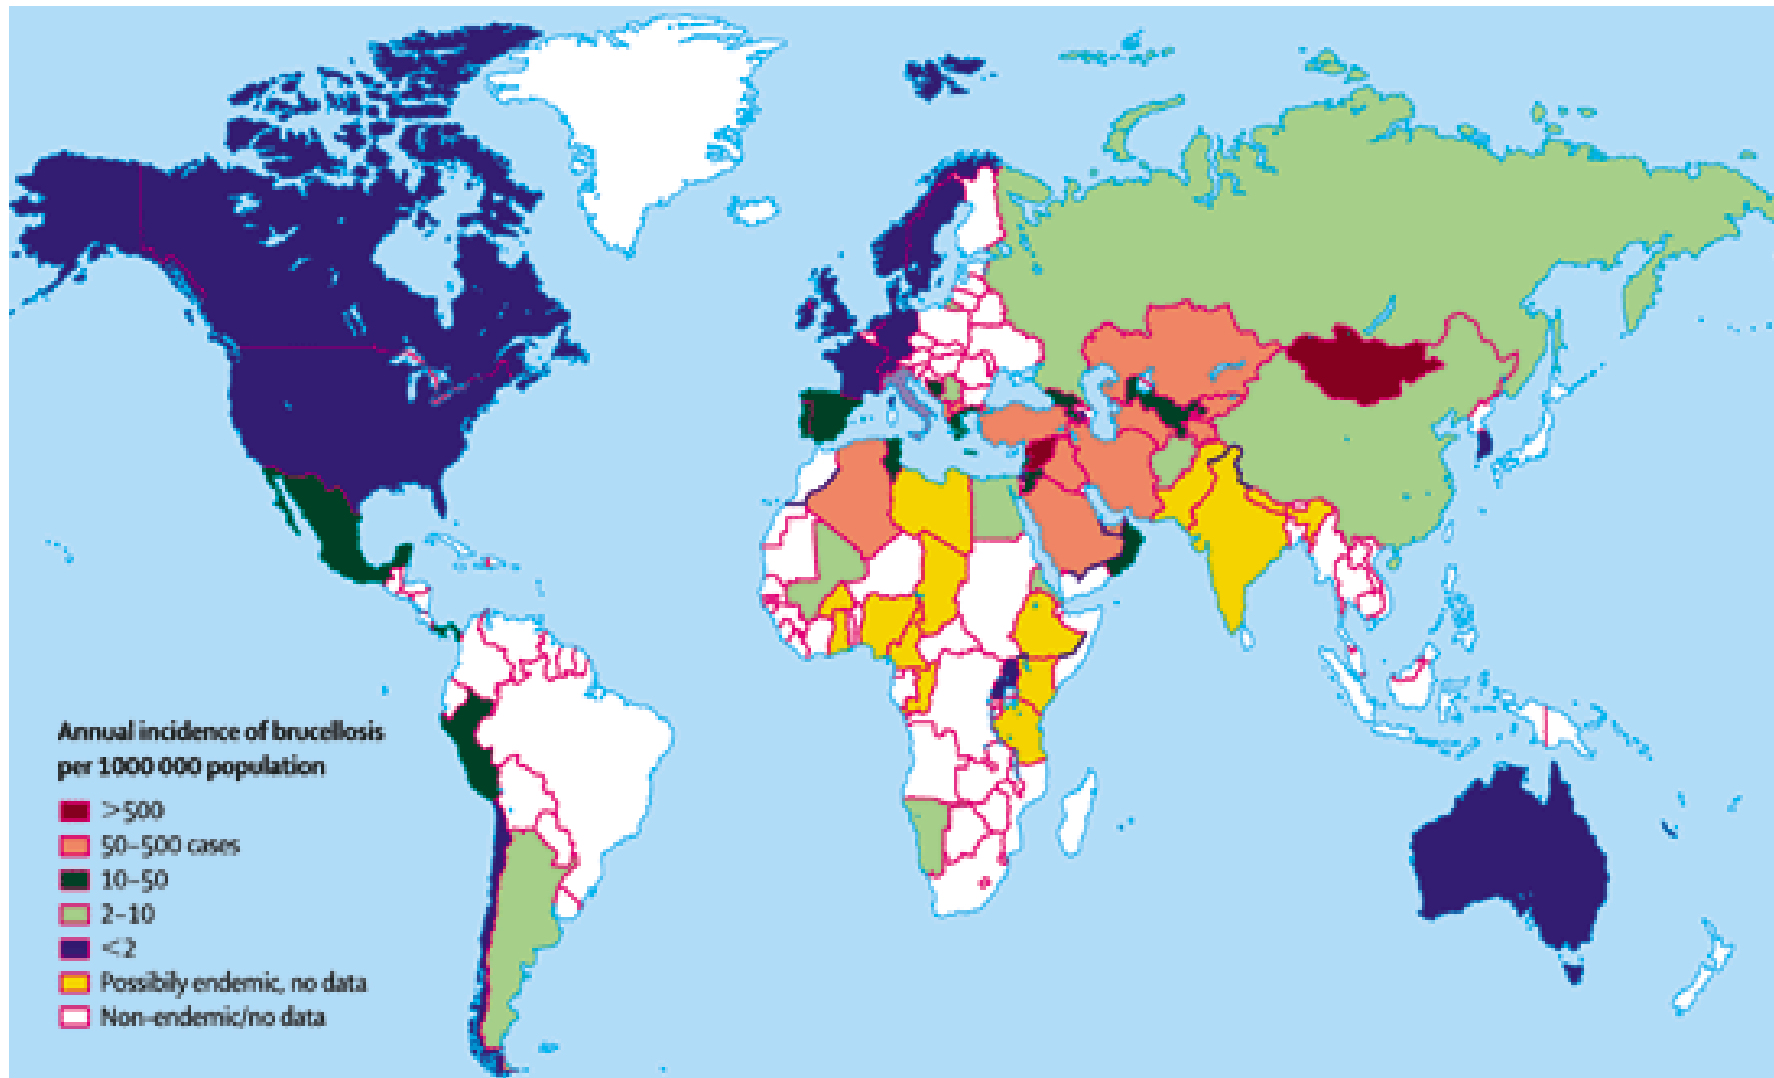 Annual incidence of brucellosis
per 1000 000 population
>500
50–500 cases
10–50
2–10
<2
Possibily endemic, no data
Non-endemic/no data